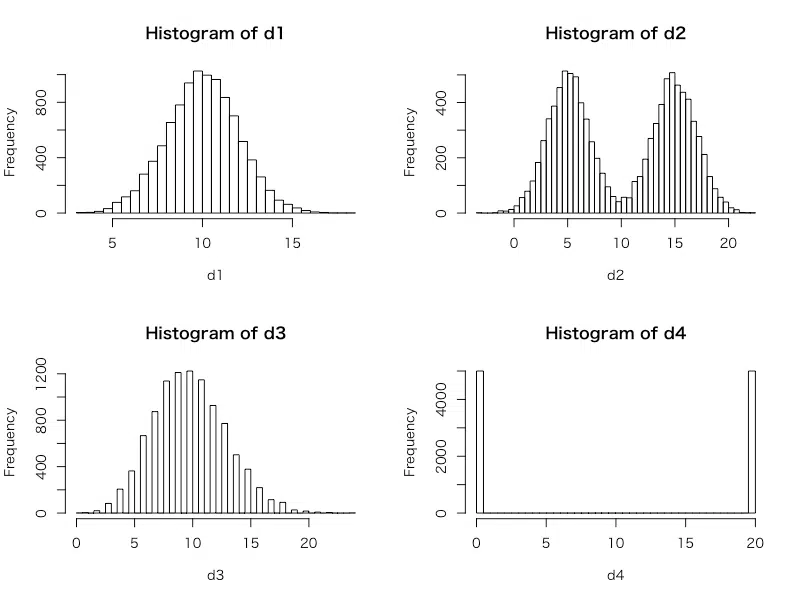 Histogram of d1
Frequency
0 400 800
5 10 15
d1
Histogram of d2
Frequency
0 200 400
0 5 10 15 20
d2
Histogram of d3
Frequency
0 400 800 1200
0 5 10 15 20
d3
Histogram of d4
Frequency
0 2000 4000
0 5 10 15 20
d4